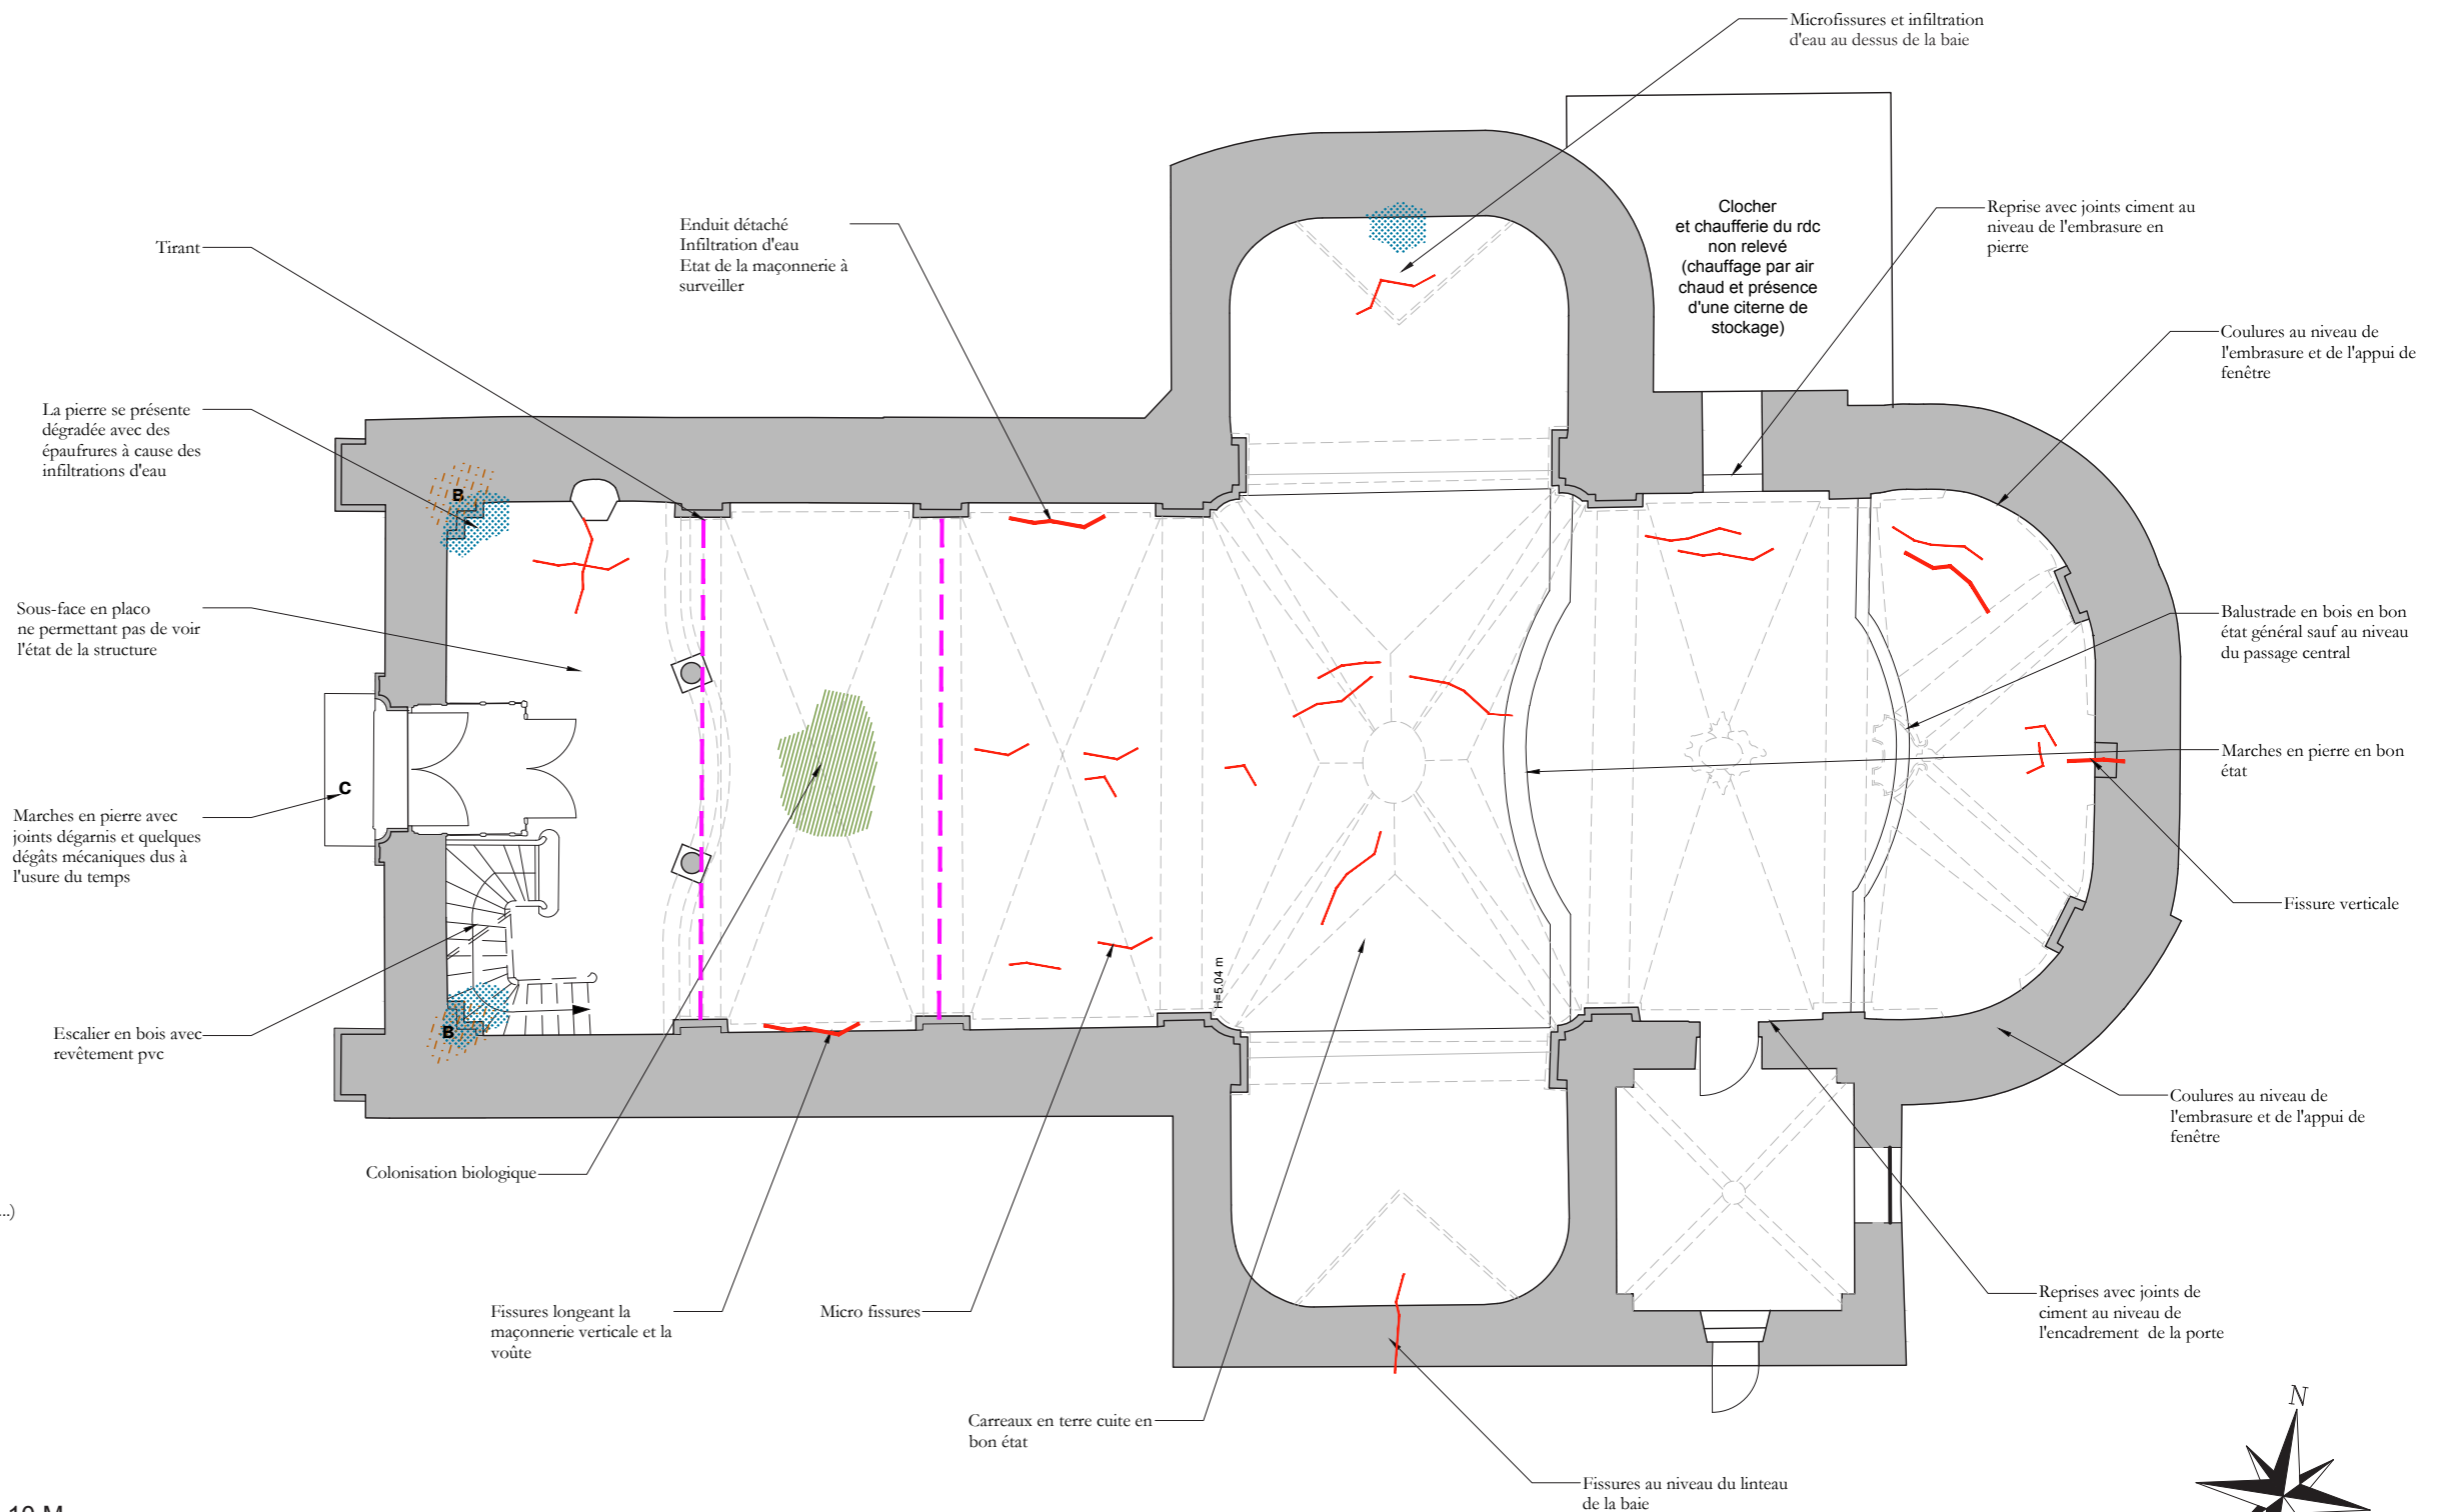 Microfissures et infiltration
d'eau au dessus de la baie
Clocher
et chaufferie du rdc
non relevé
(chauffage par air
chaud et présence
d'une citerne de
stockage)
Reprise avec joints ciment au
niveau de l'embrasure en
pierre
Enduit détaché
Infiltration d'eau
Etat de la maçonnerie à
surveiller
Tirant
Coulures au niveau de
l'embrasure et de l'appui de
fenêtre
La pierre se présente
dégradée avec des
épaufrures à cause des
infiltrations d'eau
B
Sous-face en placo
ne permettant pas de voir
l'état de la structure
Balustrade en bois en bon
état général sauf au niveau
du passage central
Marches en pierre en bon
état
C
Marches en pierre avec
joints dégarnis et quelques
dégâts mécaniques dus à
l'usure du temps
Fissure verticale
H=5,04 m
Escalier en bois avec
revêtement pvc
B
Coulures au niveau de
l'embrasure et de l'appui de
fenêtre
Colonisation biologique
...)
Fissures longeant la
maçonnerie verticale et la
voûte
Micro fissures
Reprises avec joints de
ciment au niveau de
l'encadrement de la porte
Carreaux en terre cuite en
bon état
N
Fissures au niveau du linteau
de la baie
10 M